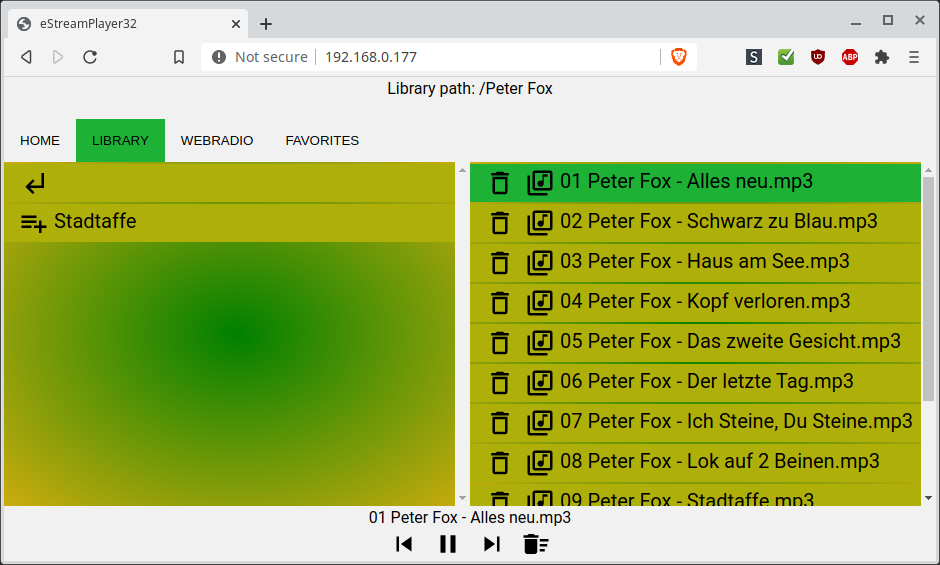 eStreamPlayer32
Not secure
192.168.0.177
S
UD
ABP
Library path: /Peter Fox
HOME
LIBRARY
WEBRADIO
FAVORITES
Stadtaffe
01 Peter Fox - Alles neu.mp3
02 Peter Fox - Schwarz zu Blau.mp3
03 Peter Fox - Haus am See.mp3
04 Peter Fox - Kopf verloren.mp3
05 Peter Fox - Das zweite Gesicht.mp3
06 Peter Fox - Der letzte Tag.mp3
07 Peter Fox - Ich Steine, Du Steine.mp3
08 Peter Fox - Lok auf 2 Beinen.mp3
09 Peter Fox - Stadtaffe.mp3
01 Peter Fox - Alles neu.mp3